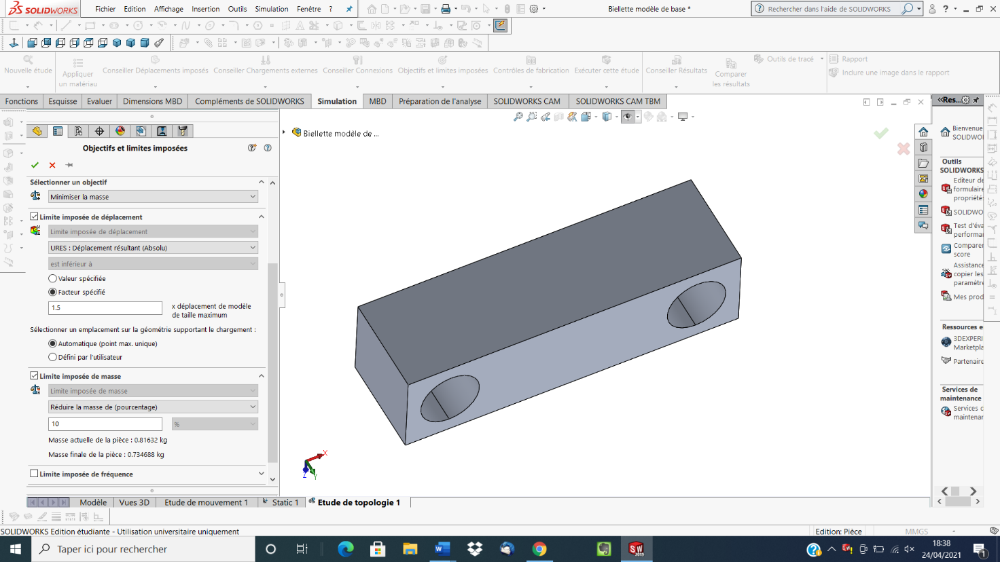 SOLIDWORKS
Fichier Edition Affichage Insertion Outils Simulation Fenêtre ?
Biellette modèle de base *
Rechercher dans l'aide de SOLIDWORKS
Nouvelle étude
Appliquer un matériau
Conseiller Déplacements imposés
Conseiller Chargements externes
Conseiller Connexions
Objectifs et limites imposées
Contrôles de fabrication
Exécuter cette étude
Conseiller Résultats
Comparer les résultats
Outils de tracé
Rapport
Inclure une image dans le rapport
Fonctions Esquisse Evaluer Dimensions MBD Compléments de SOLIDWORKS Simulation MBD Préparation de l'analyse SOLIDWORKS CAM SOLIDWORKS CAM TBM
Res...
Biellette modèle de ...
Objectifs et limites imposées
Sélectionner un objectif
Minimiser la masse
Limite imposée de déplacement
Limite imposée de déplacement
URES : Déplacement résultant (Absolu)
est inférieur à
Valeur spécifiée
Facteur spécifié
1.5
x déplacement de modèle
de taille maximum
Sélectionner un emplacement sur la géométrie supportant le chargement :
Automatique (point max. unique)
Défini par l'utilisateur
Limite imposée de masse
Limite imposée de masse
Réduire la masse de (pourcentage)
10 %
Masse actuelle de la pièce : 0.81632 kg
Masse finale de la pièce : 0.734688 kg
Limite imposée de fréquence
X
Y
Z
Bienvenue
SOLIDWO
Outils
SOLIDWORKS
Editeur de
formulaire
propriétés
SOLIDWO
Test d'éva
performa
Comparer
score
Assistance
copier les
paramètre
Mes prod
Ressources e
3DEXPERI
Marketpla
Partenaire
Services de
maintenance
Services d
maintenar
Modèle Vues 3D Etude de mouvement 1 Static 1 Etude de topologie 1
SOLIDWORKS Edition étudiante - Utilisation universitaire uniquement
Edition: Pièce
MMGS
Taper ici pour rechercher
SW
2019
18:38
24/04/2021
1